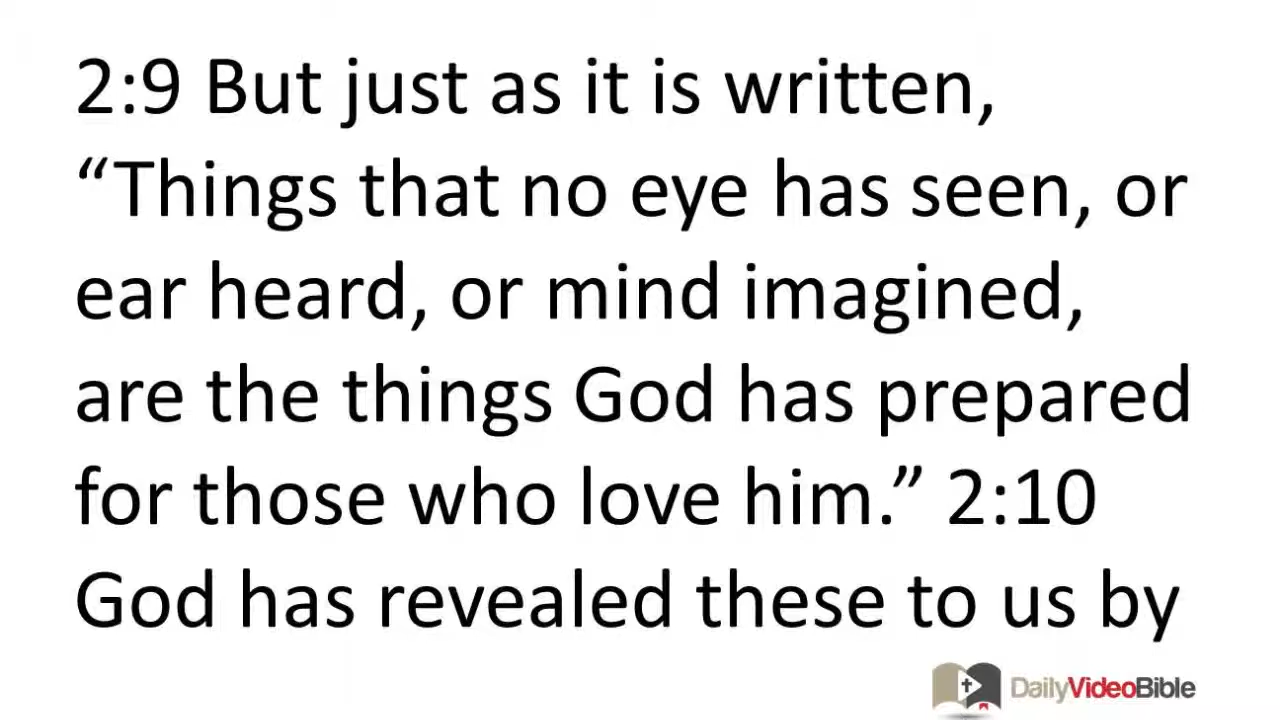 2:9 But just as it is written,
“Things that no eye has seen, or
ear heard, or mind imagined,
are the things God has prepared
for those who love him.” 2:10
God has revealed these to us by
DailyVideoBible